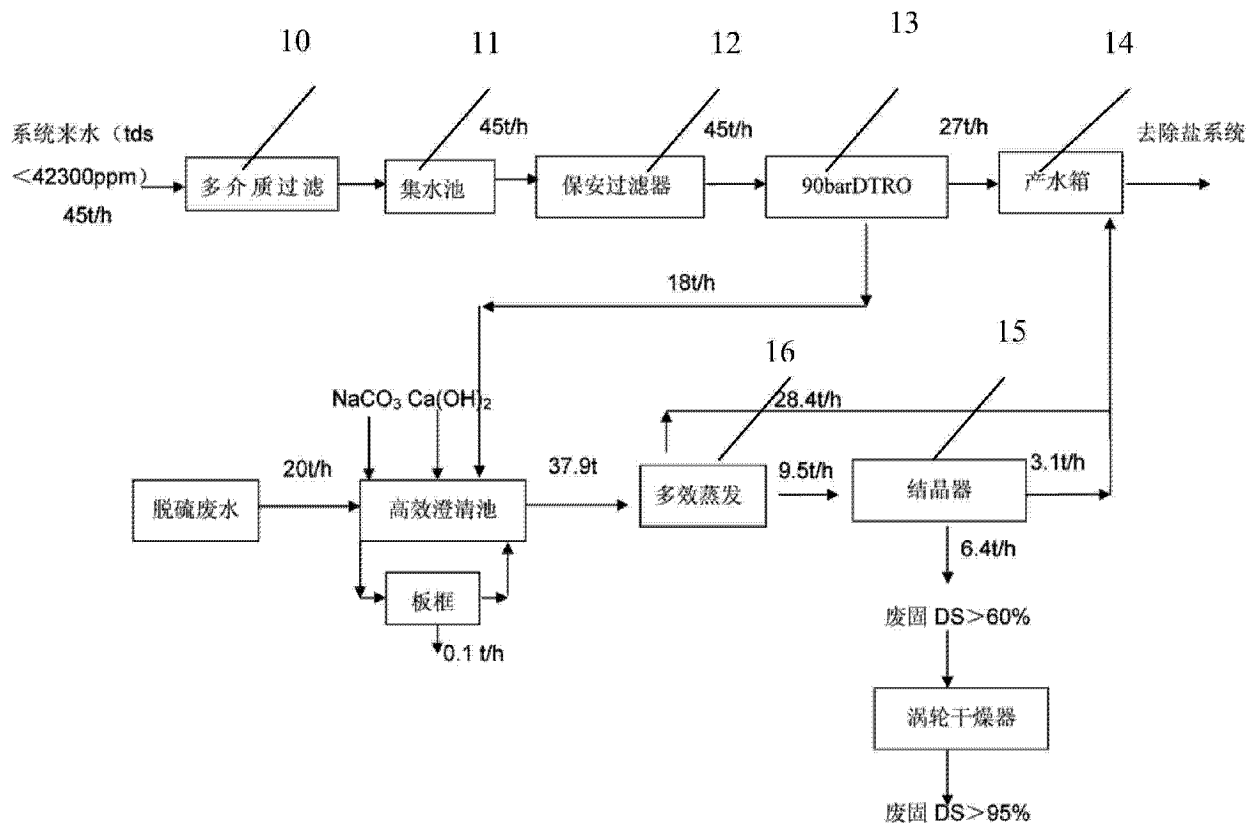 10
11
12
13
14
系统来水（tds
＜42300ppm）
45t/h
45t/h
45t/h
27t/h
去除盐系统
多介质过滤
集水池
保安过滤器
90barDTRO
产水箱
18t/h
16
15
NaCO₃ Ca(OH)₂
28.4t/h
20t/h
37.9t
9.5t/h
3.1t/h
脱硫废水
高效澄清池
多效蒸发
结晶器
6.4t/h
板框
0.1 t/h
废固 DS＞60%
涡轮干燥器
废固 DS＞95%